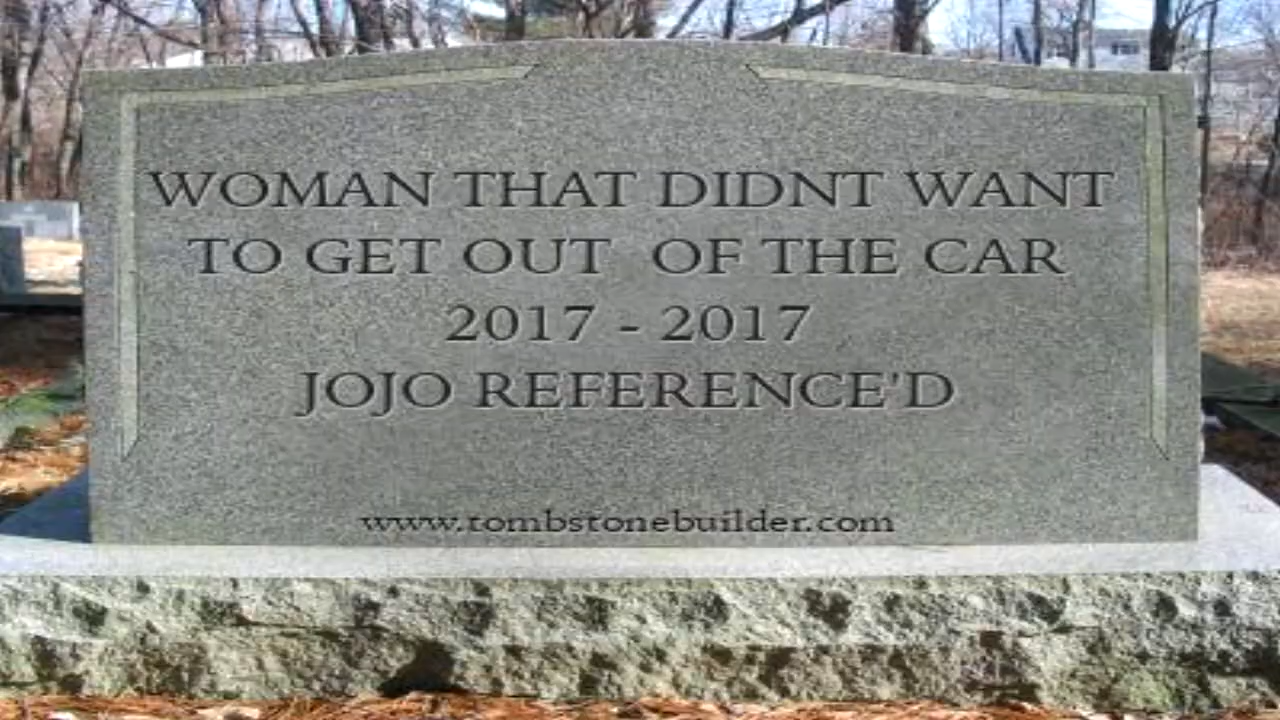 WOMAN THAT DIDNT WANT
TO GET OUT OF THE CAR
2017 - 2017
JOJO REFERENCE'D
www.tombstonebuilder.com